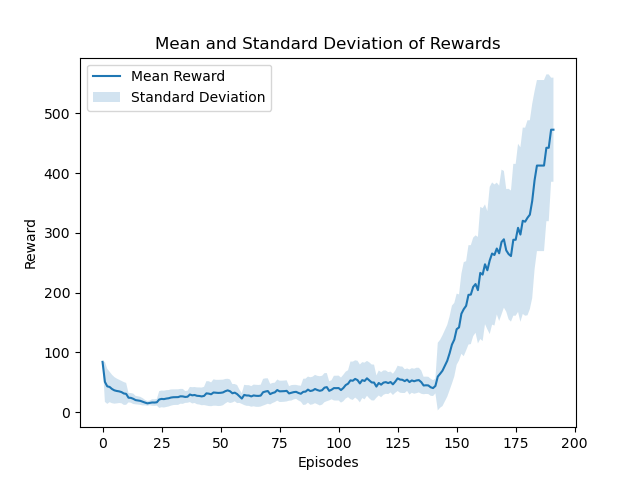 Mean and Standard Deviation of Rewards
Mean Reward
Standard Deviation
500
400
300
200
100
0
Reward
0 25 50 75 100 125 150 175 200
Episodes